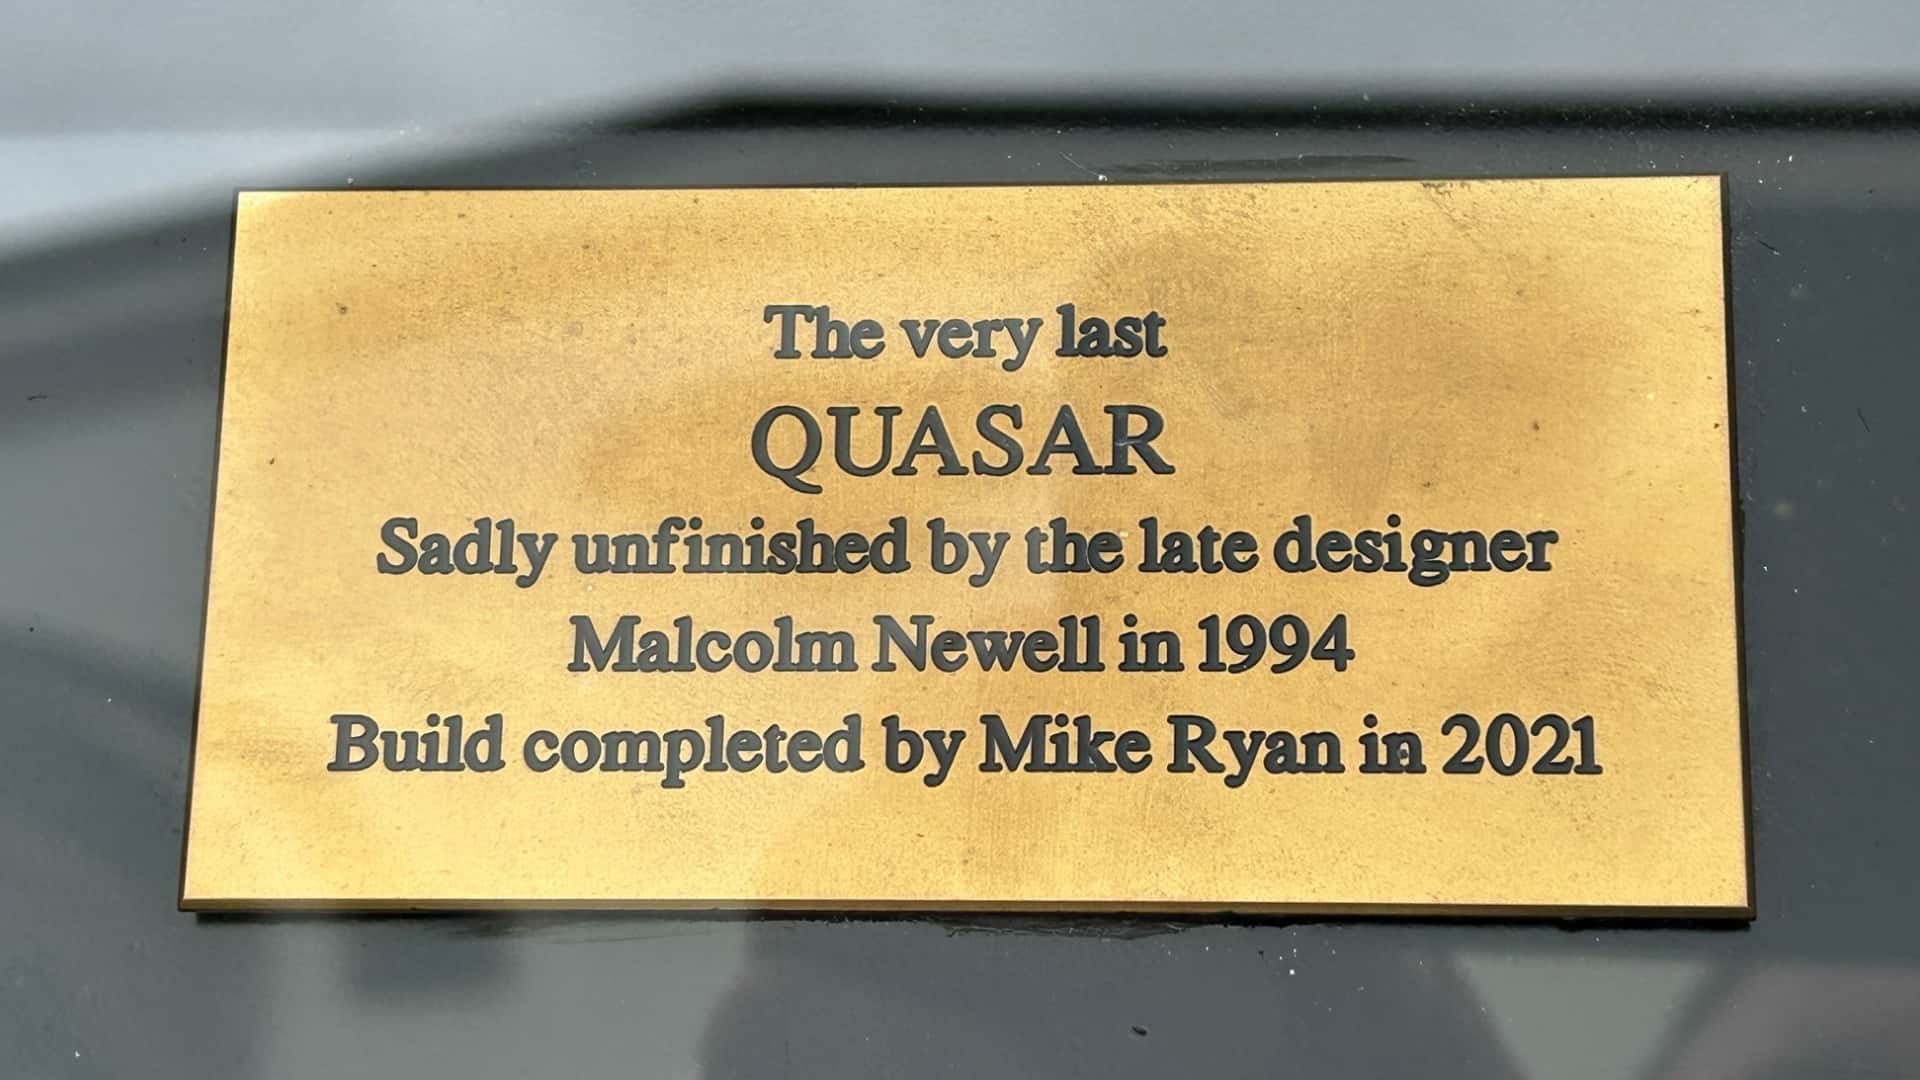 The very last
QUASAR
Sadly unfinished by the late designer
Malcolm Newell in 1994
Build completed by Mike Ryan in 2021